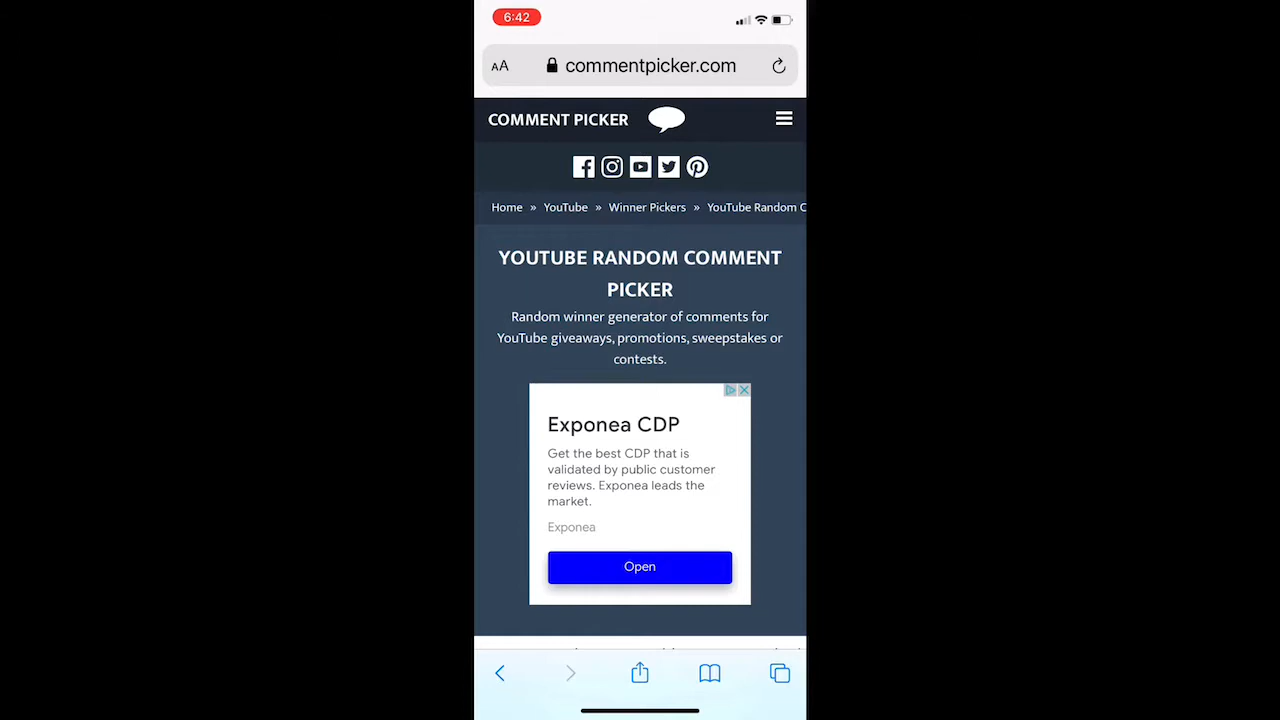 6:42
AA commentpicker.com
COMMENT PICKER
Home » YouTube » Winner Pickers » YouTube Random C
YOUTUBE RANDOM COMMENT
PICKER
Random winner generator of comments for
YouTube giveaways, promotions, sweepstakes or
contests.
Exponea CDP
Get the best CDP that is
validated by public customer
reviews. Exponea leads the
market.
Exponea
Open